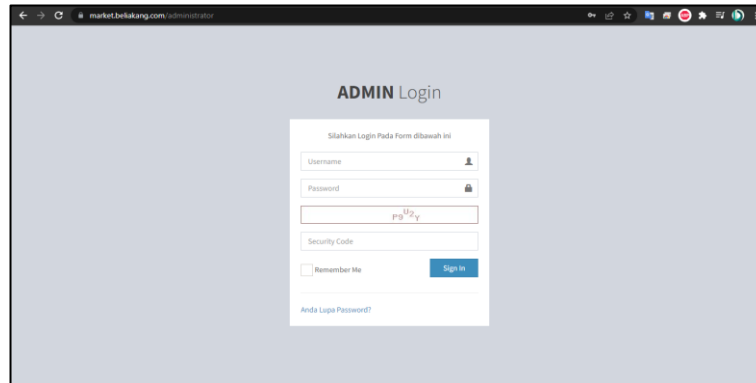 market.beliakang.com/administrator
ADMIN Login
Silahkan Login Pada Form dibawah ini
Username
Password
P9U2Y
Security Code
Remember Me
Sign In
Anda Lupa Password?